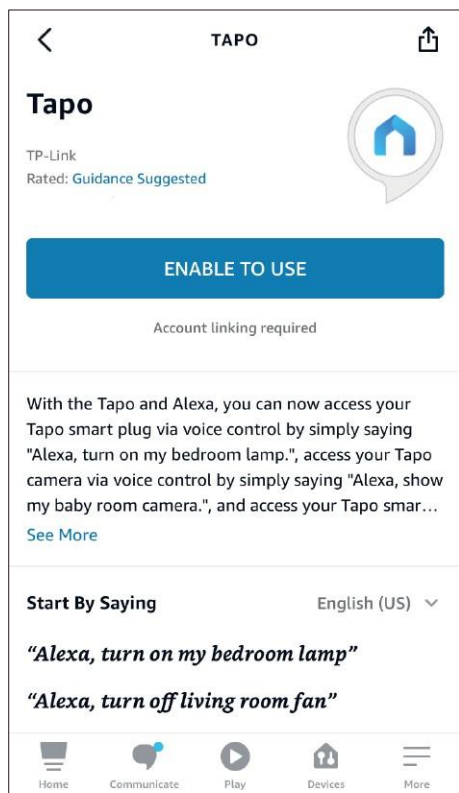 TAPO
Tapo
TP-Link
Rated: Guidance Suggested
ENABLE TO USE
Account linking required
With the Tapo and Alexa, you can now access your
Tapo smart plug via voice control by simply saying
"Alexa, turn on my bedroom lamp.", access your Tapo
camera via voice control by simply saying "Alexa, show
my baby room camera.", and access your Tapo smar...
See More
Start By Saying English (US)
“Alexa, turn on my bedroom lamp”
“Alexa, turn off living room fan”
Home Communicate Play Devices More